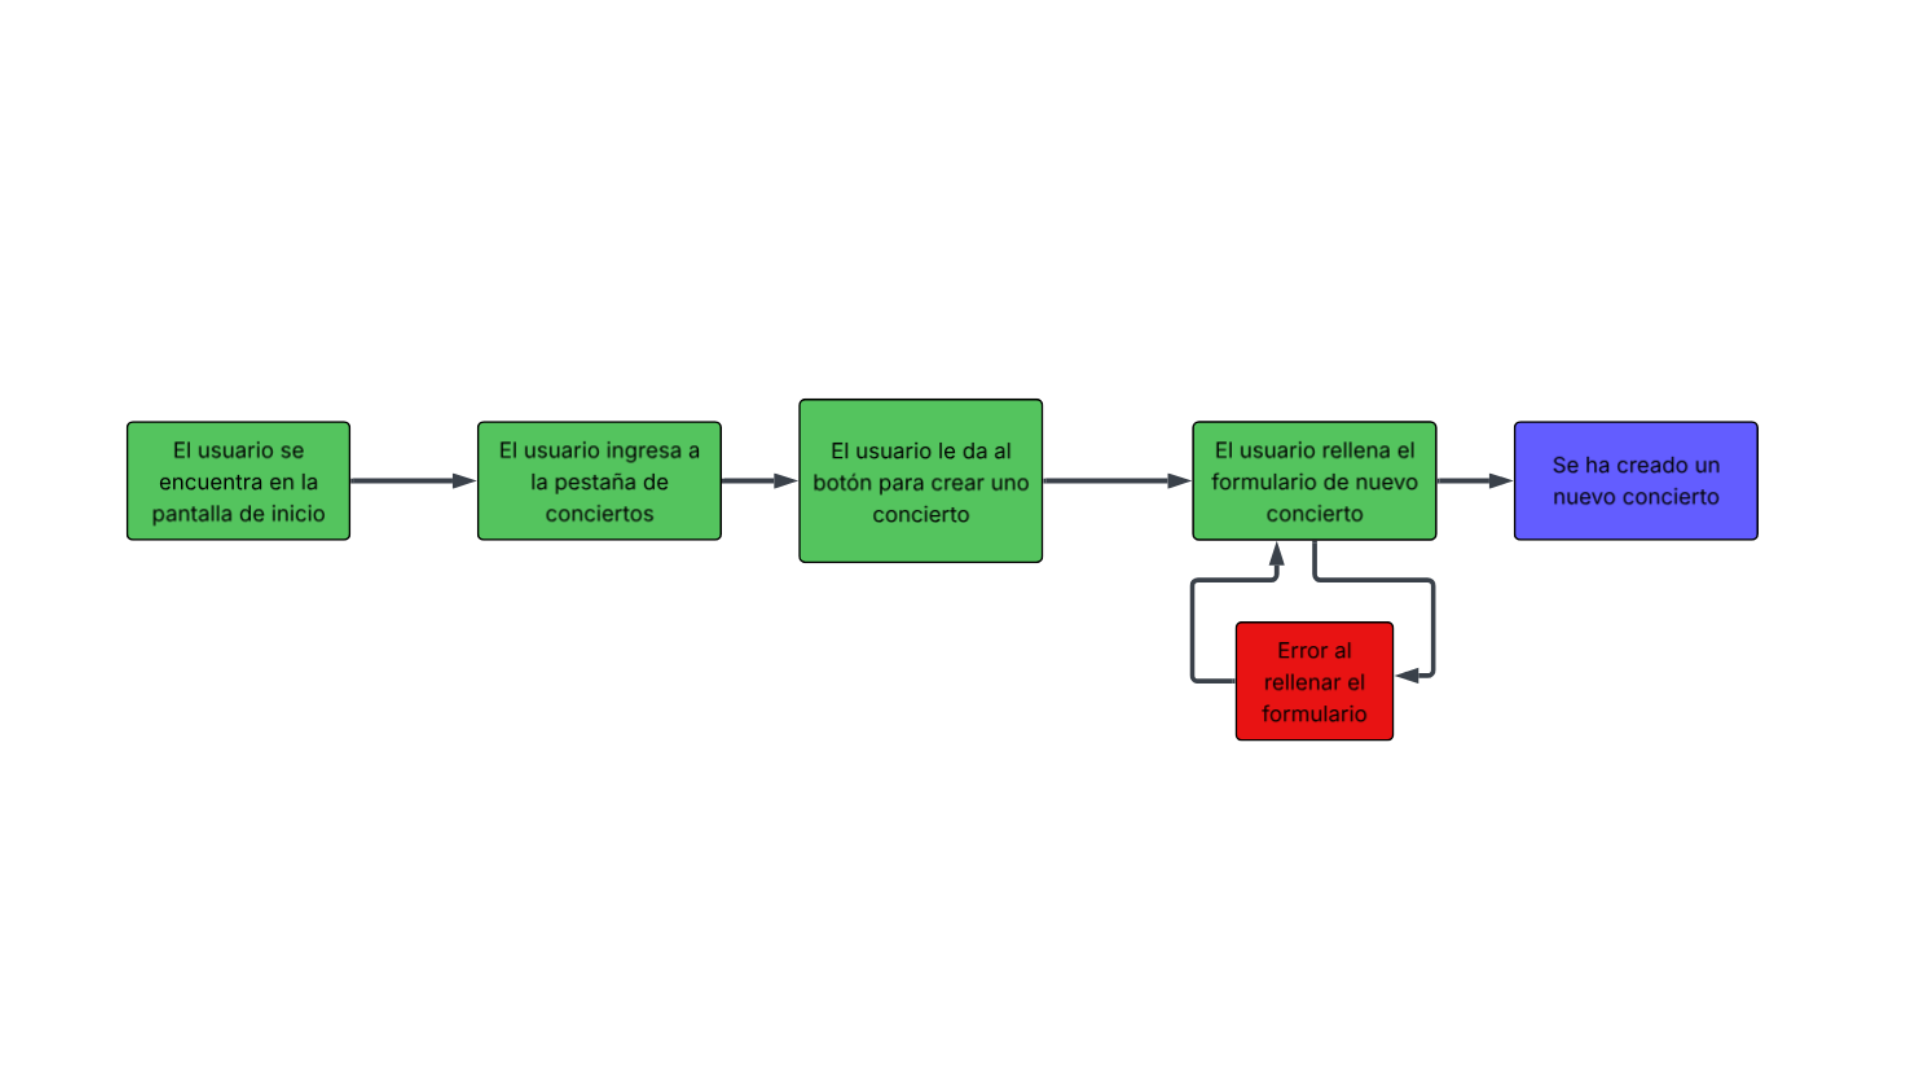 El usuario se
encuentra en la
pantalla de inicio
El usuario ingresa a
la pestaña de
conciertos
El usuario le da al
botón para crear uno
concierto
El usuario rellena el
formulario de nuevo
concierto
Se ha creado un
nuevo concierto
Error al
rellenar el
formulario